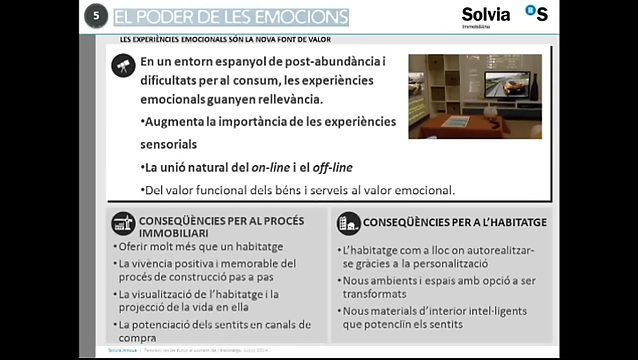 5 EL PODER DE LES EMOCIONS
Solvia
Immobiliària
B S
LES EXPERIÈNCIES EMOCIONALS SÓN LA NOVA FONT DE VALOR
En un entorn espanyol de post-abundància i
dificultats per al consum, les experiències
emocionals guanyen rellevància.
•Augmenta la importància de les experiències
sensorials
•La unió natural del on-line i el off-line
•Del valor funcional dels béns i serveis al valor emocional.
CONSEQÜÈNCIES PER AL PROCÉS
IMMOBILIARI
•Oferir molt més que un habitatge
•La vivència positiva i memorable del
procés de construcció pas a pas
•La visualització de l'habitatge i la
projecció de la vida en ella
•La potenciació dels sentits en canals de
compra
CONSEQÜÈNCIES PER A L'HABITATGE
•L'habitatge com a lloc on autorealitzar-
se gràcies a la personalització
•Nous ambients i espais amb opció a ser
transformats
•Nous materials d'interior intel·ligents
que potenciïn els sentits